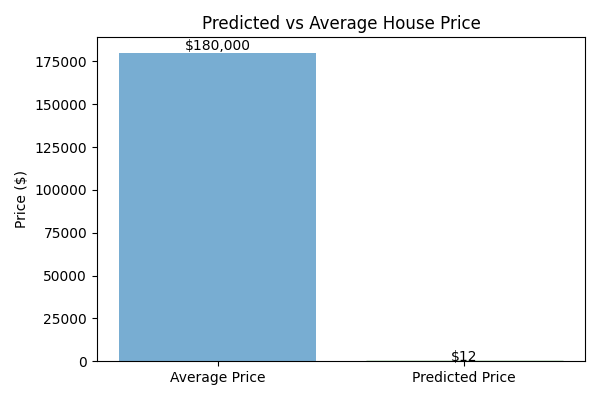 Predicted vs Average House Price
Price ($)
175000
150000
125000
100000
75000
50000
25000
0
$180,000
$12
Average Price
Predicted Price